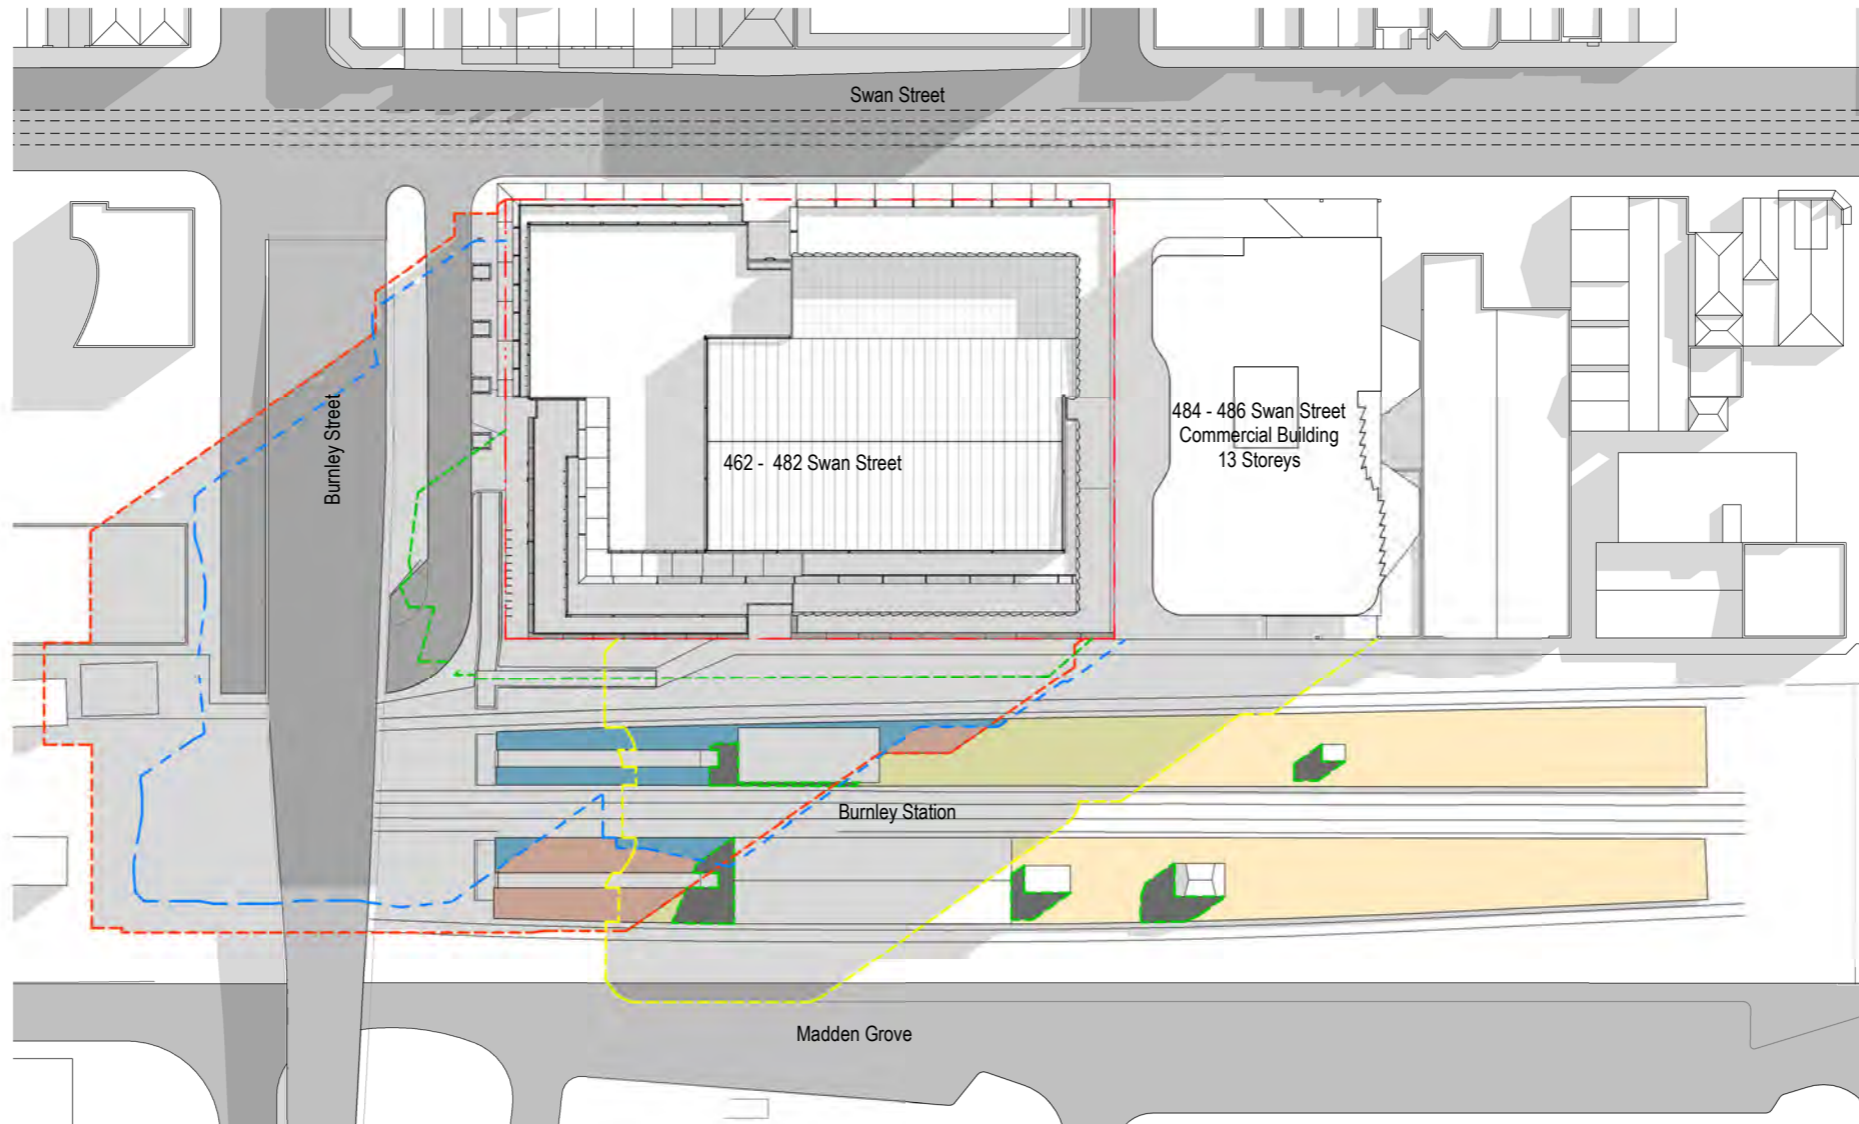 Swan Street
Burnley Street
462 - 482 Swan Street
484 - 486 Swan Street
Commercial Building
13 Storeys
Burnley Station
Madden Grove